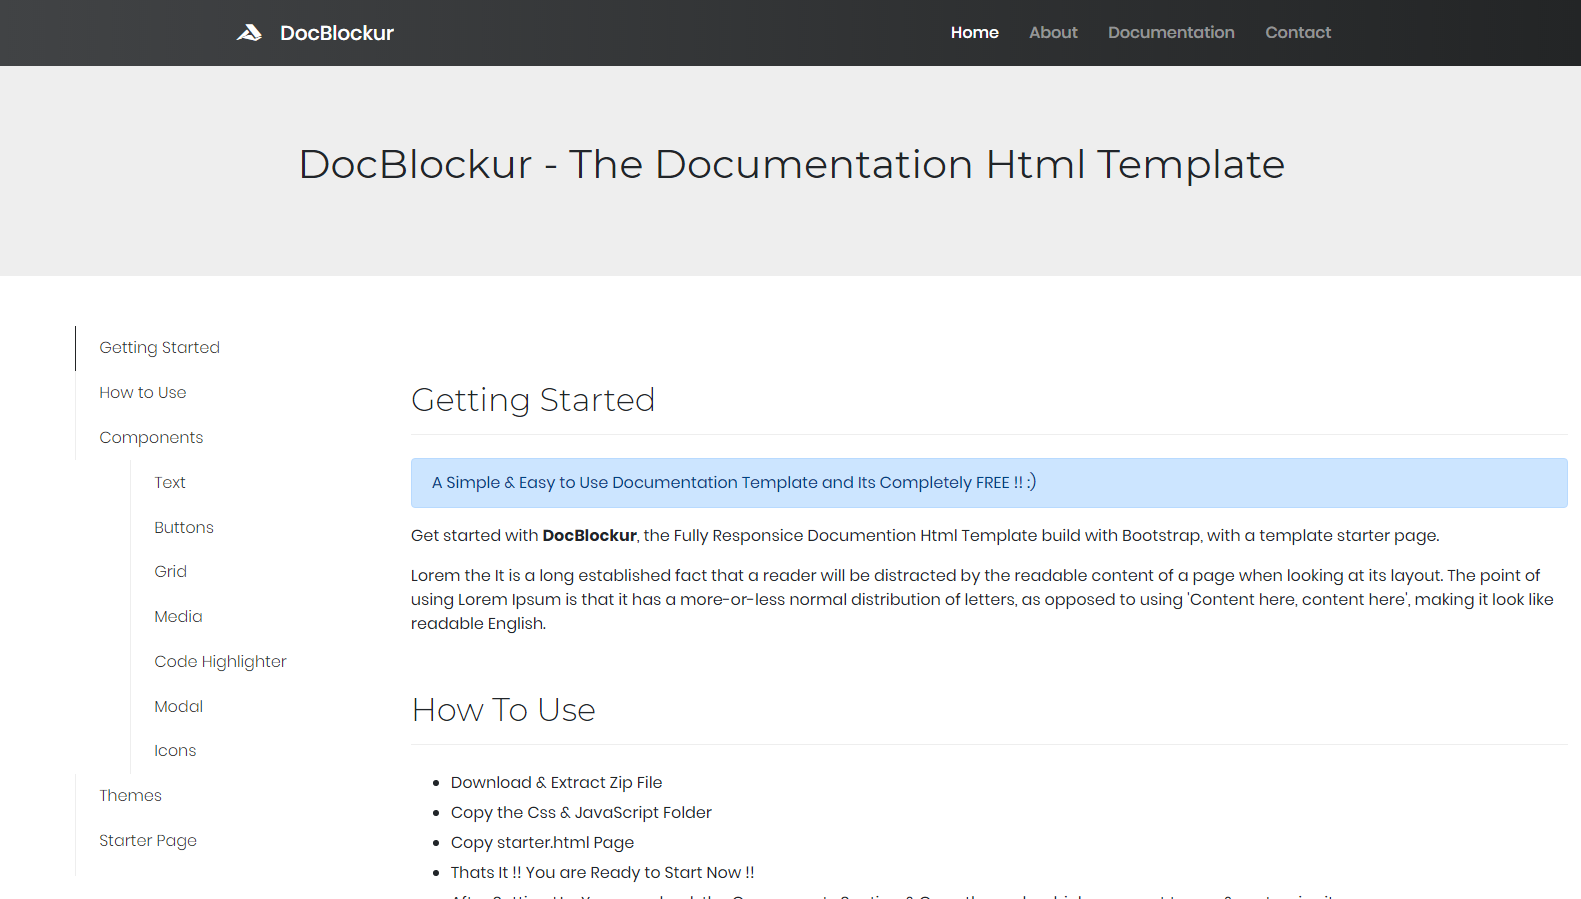 DocBlockur
Home About Documentation Contact
DocBlockur - The Documentation Html Template
Getting Started
How to Use
Components
Text
Buttons
Grid
Media
Code Highlighter
Modal
Icons
Themes
Starter Page
Getting Started
A Simple & Easy to Use Documentation Template and Its Completely FREE !! :)
Get started with DocBlockur, the Fully Responsice Documention Html Template build with Bootstrap, with a template starter page.
Lorem the It is a long established fact that a reader will be distracted by the readable content of a page when looking at its layout. The point of
using Lorem Ipsum is that it has a more-or-less normal distribution of letters, as opposed to using 'Content here, content here', making it look like
readable English.
How To Use
Download & Extract Zip File
Copy the Css & JavaScript Folder
Copy starter.html Page
Thats It !! You are Ready to Start Now !!